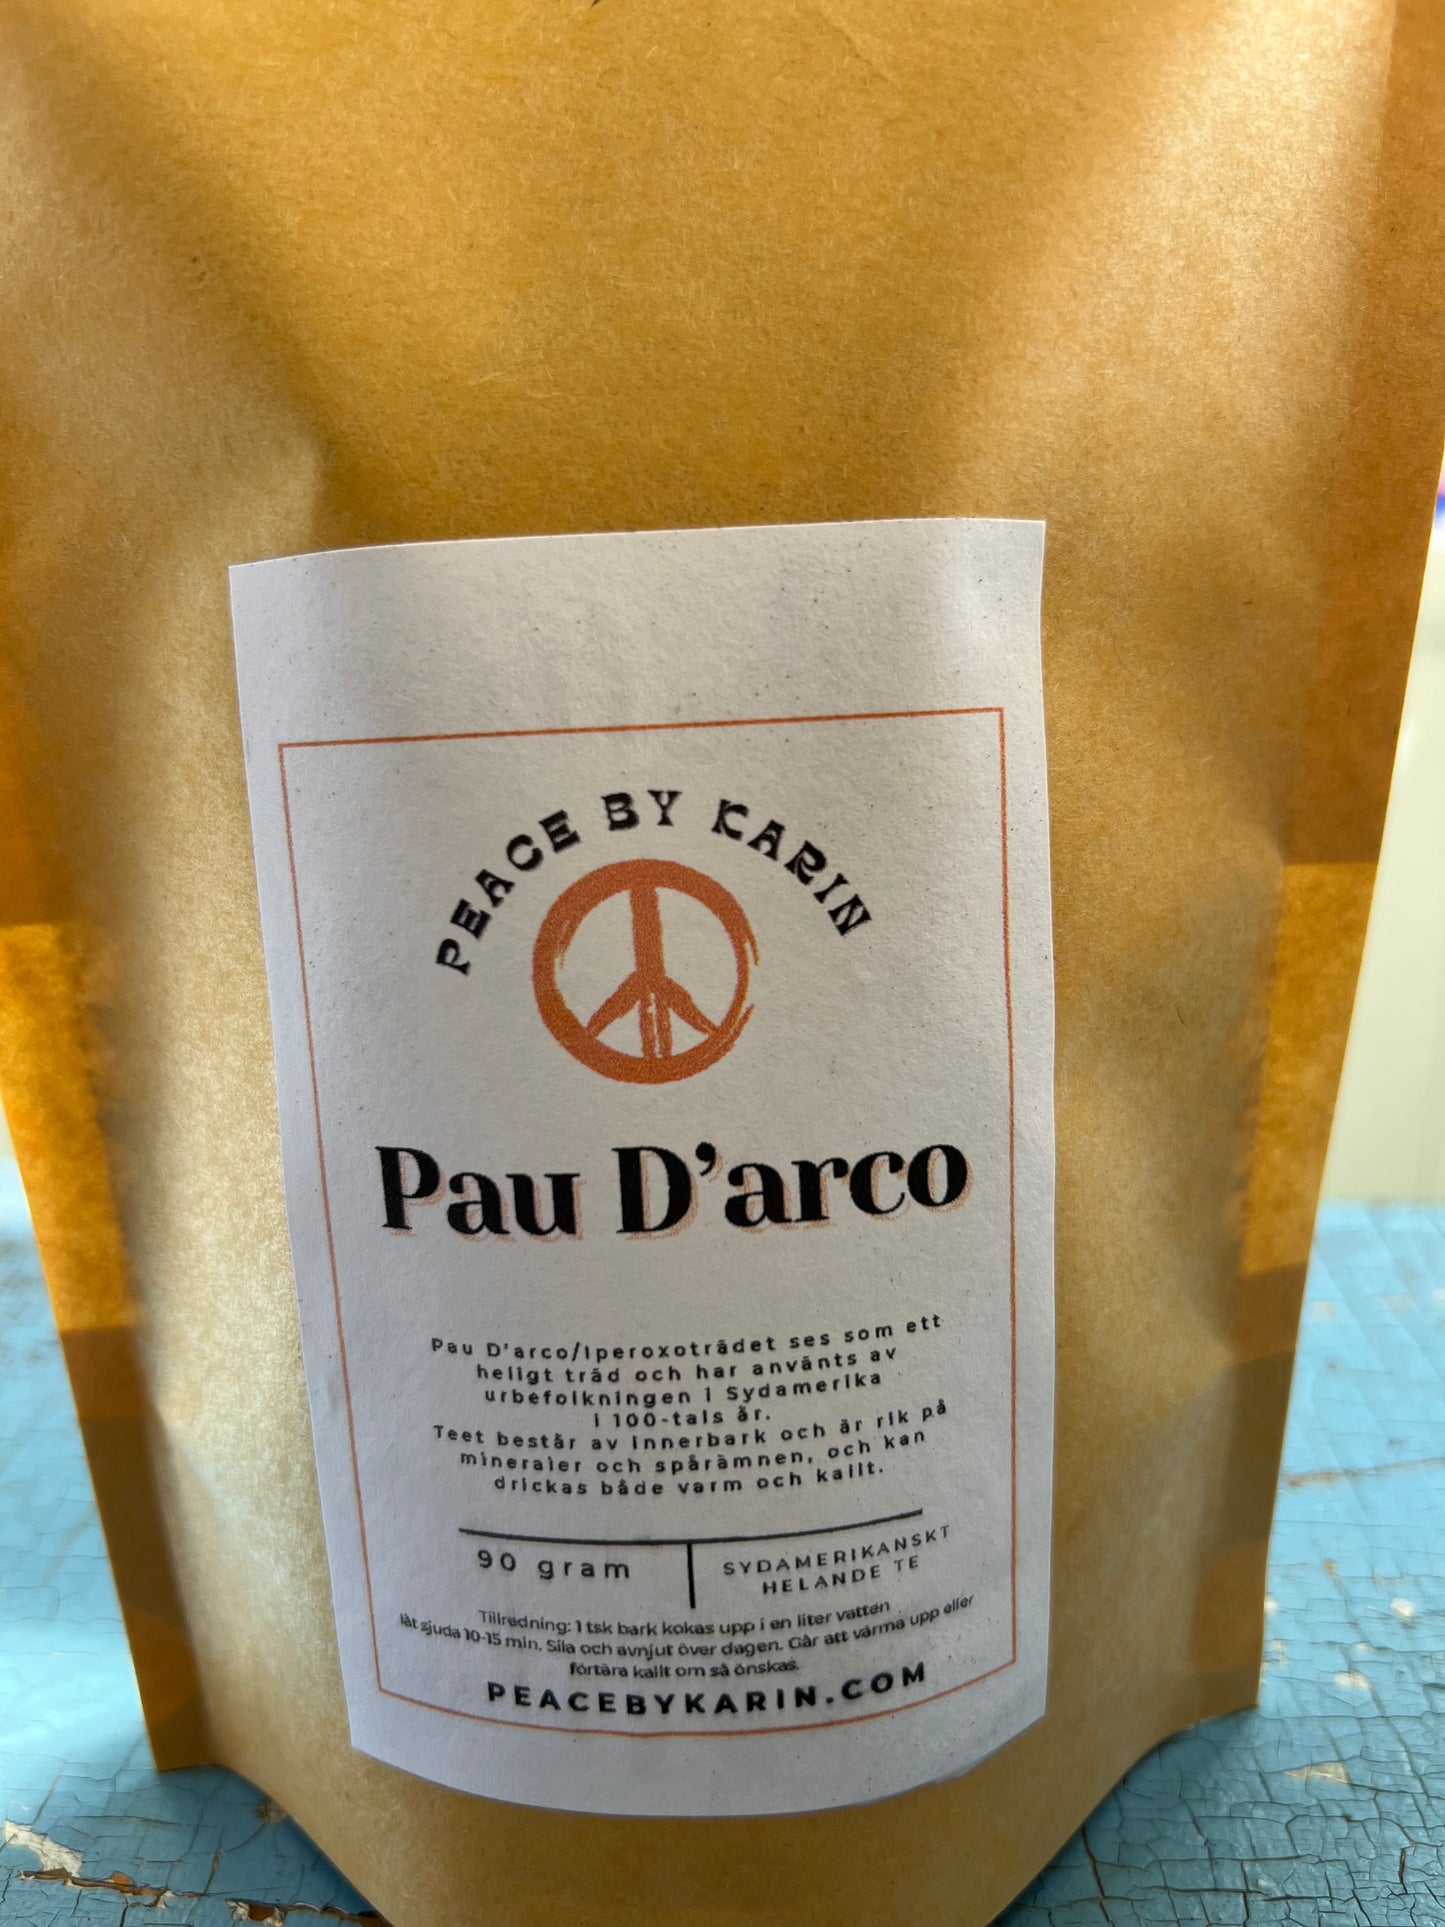 PEACE BY KARIN
Pau D'arco
Pau D'arco/Iperoxoträdet ses som ett
heligt träd och har använts av
urbefolkningen i Sydamerika
i 100-tals år.
Teet består av innerbark och är rik på
mineraler och spårämnen, och kan
drickas både varm och kallt.
90 gram
SYDAMERIKANSKT
HELANDE TE
Tillredning: 1 tsk bark kokas upp i en liter vatten
låt sjuda 10-15 min. Sila och avnjut över dagen. Går att värma upp eller
förtära kallt om så önskas.
PEACEBYKARIN.COM